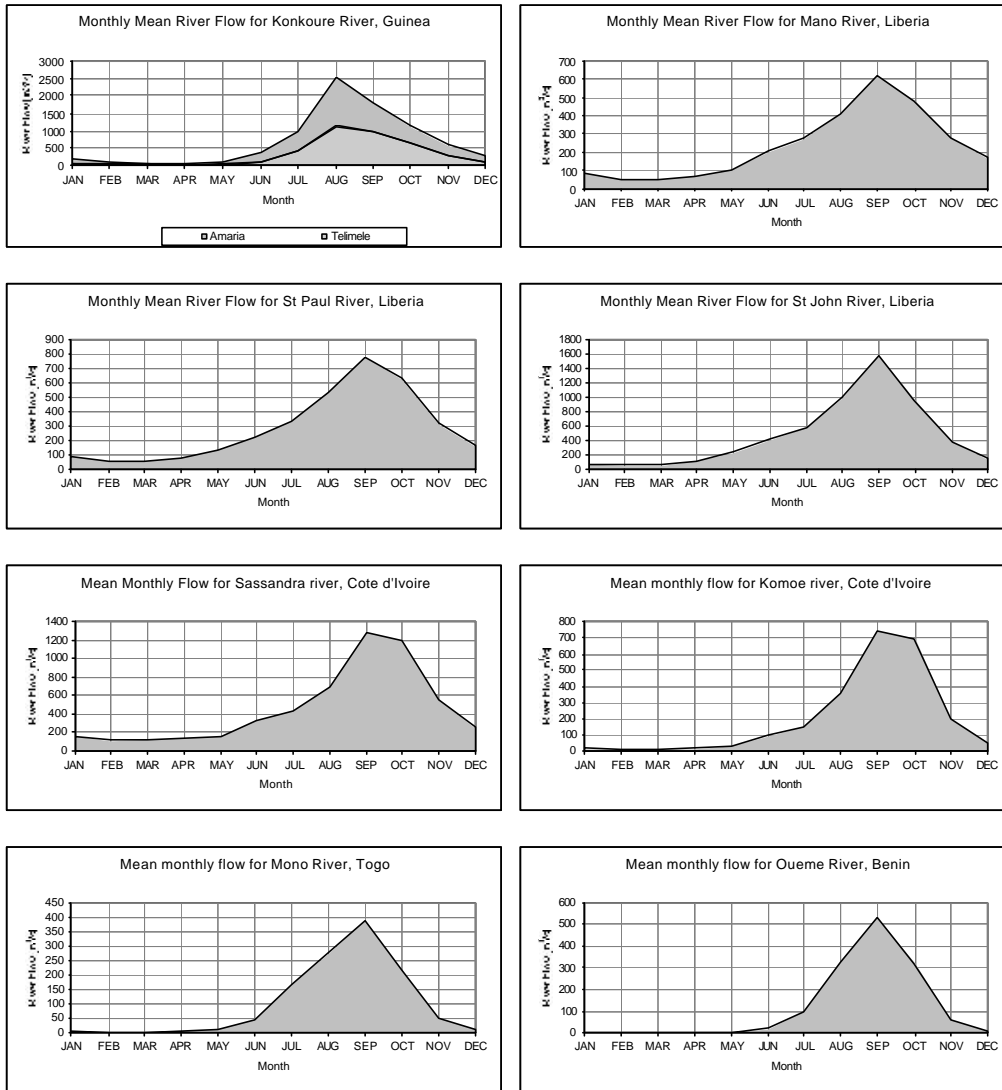 Monthly Mean River Flow for Konkoure River, Guinea
3000
2500
2000
1500
1000
500
0
JAN FEB MAR APR MAY JUN JUL AUG SEP OCT NOV DEC
Month
Amaria Telimele
Monthly Mean River Flow for Mano River, Liberia
700
600
500
400
300
200
100
0
JAN FEB MAR APR MAY JUN JUL AUG SEP OCT NOV DEC
Month
Monthly Mean River Flow for St Paul River, Liberia
900
800
700
600
500
400
300
200
100
0
JAN FEB MAR APR MAY JUN JUL AUG SEP OCT NOV DEC
Month
Monthly Mean River Flow for St John River, Liberia
1800
1600
1400
1200
1000
800
600
400
200
0
JAN FEB MAR APR MAY JUN JUL AUG SEP OCT NOV DEC
Month
Mean Monthly Flow for Sassandra river, Cote d'Ivoire
1400
1200
1000
800
600
400
200
0
JAN FEB MAR APR MAY JUN JUL AUG SEP OCT NOV DEC
Month
Mean monthly flow for Komoe river, Cote d'Ivoire
800
700
600
500
400
300
200
100
0
JAN FEB MAR APR MAY JUN JUL AUG SEP OCT NOV DEC
Month
Mean monthly flow for Mono River, Togo
450
400
350
300
250
200
150
100
50
0
JAN FEB MAR APR MAY JUN JUL AUG SEP OCT NOV DEC
Month
Mean monthly flow for Oueme River, Benin
600
500
400
300
200
100
0
JAN FEB MAR APR MAY JUN JUL AUG SEP OCT NOV DEC
Month